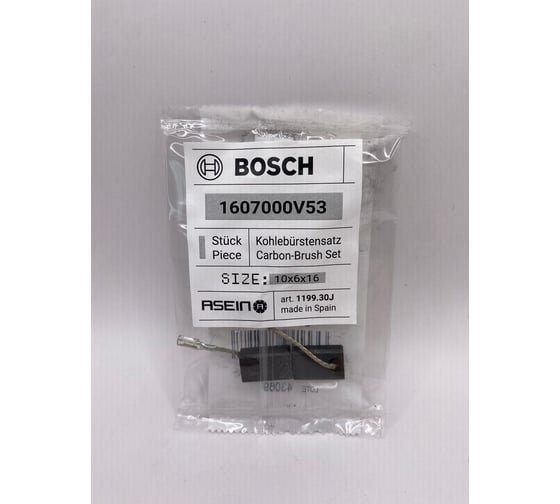 BOSCH
1607000V53
Stück Kohlebürstensatz
Piece Carbon-Brush Set
SIZE: 10x6x16
ASEIN art. 1199.30J
made in Spain